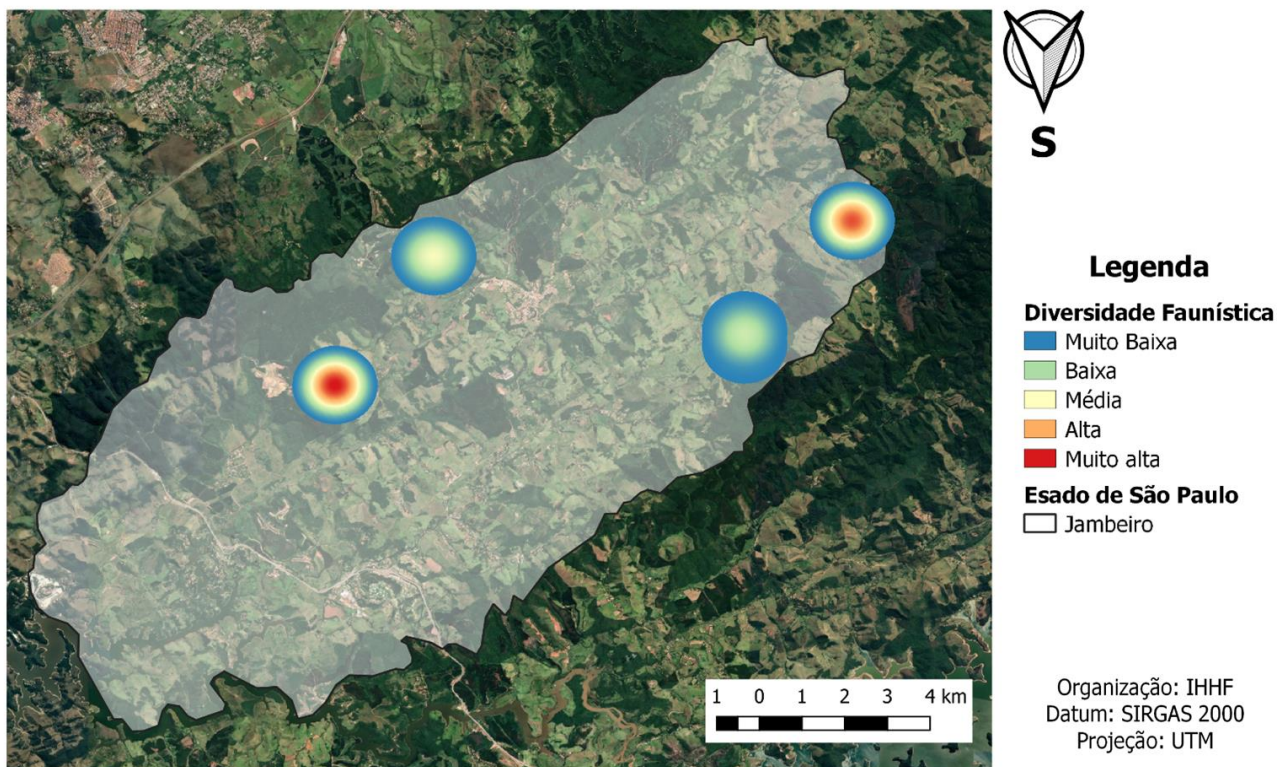 S
Legenda
Diversidade Faunística
Muito Baixa
Baixa
Média
Alta
Muito alta
Esado de São Paulo
Jambeiro
1 0 1 2 3 4 km
Organização: IHHF
Datum: SIRGAS 2000
Projeção: UTM